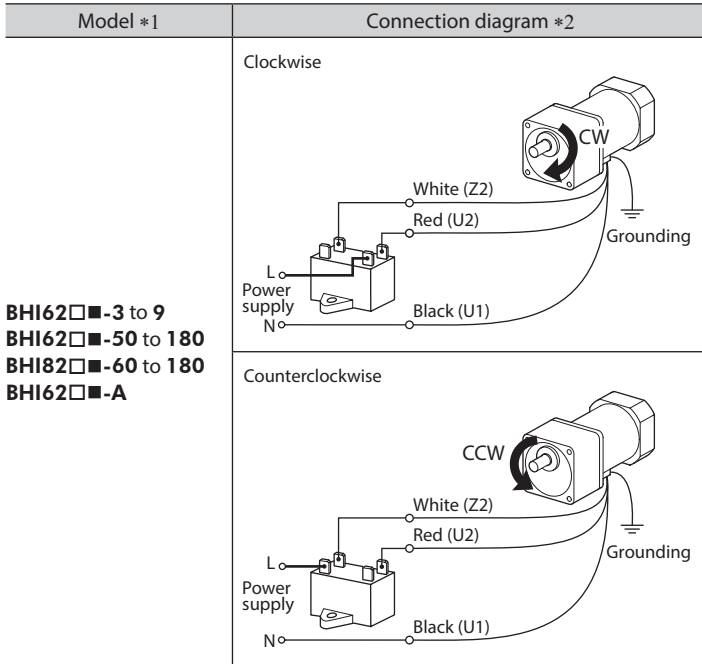 Model *1
Connection diagram *2
BHI62□■-3 to 9
BHI62□■-50 to 180
BHI82□■-60 to 180
BHI62□■-A
Clockwise
CW
White (Z2)
Red (U2)
Grounding
L
Power
supply
N
Black (U1)
Counterclockwise
CCW
White (Z2)
Red (U2)
Grounding
L
Power
supply
N
Black (U1)